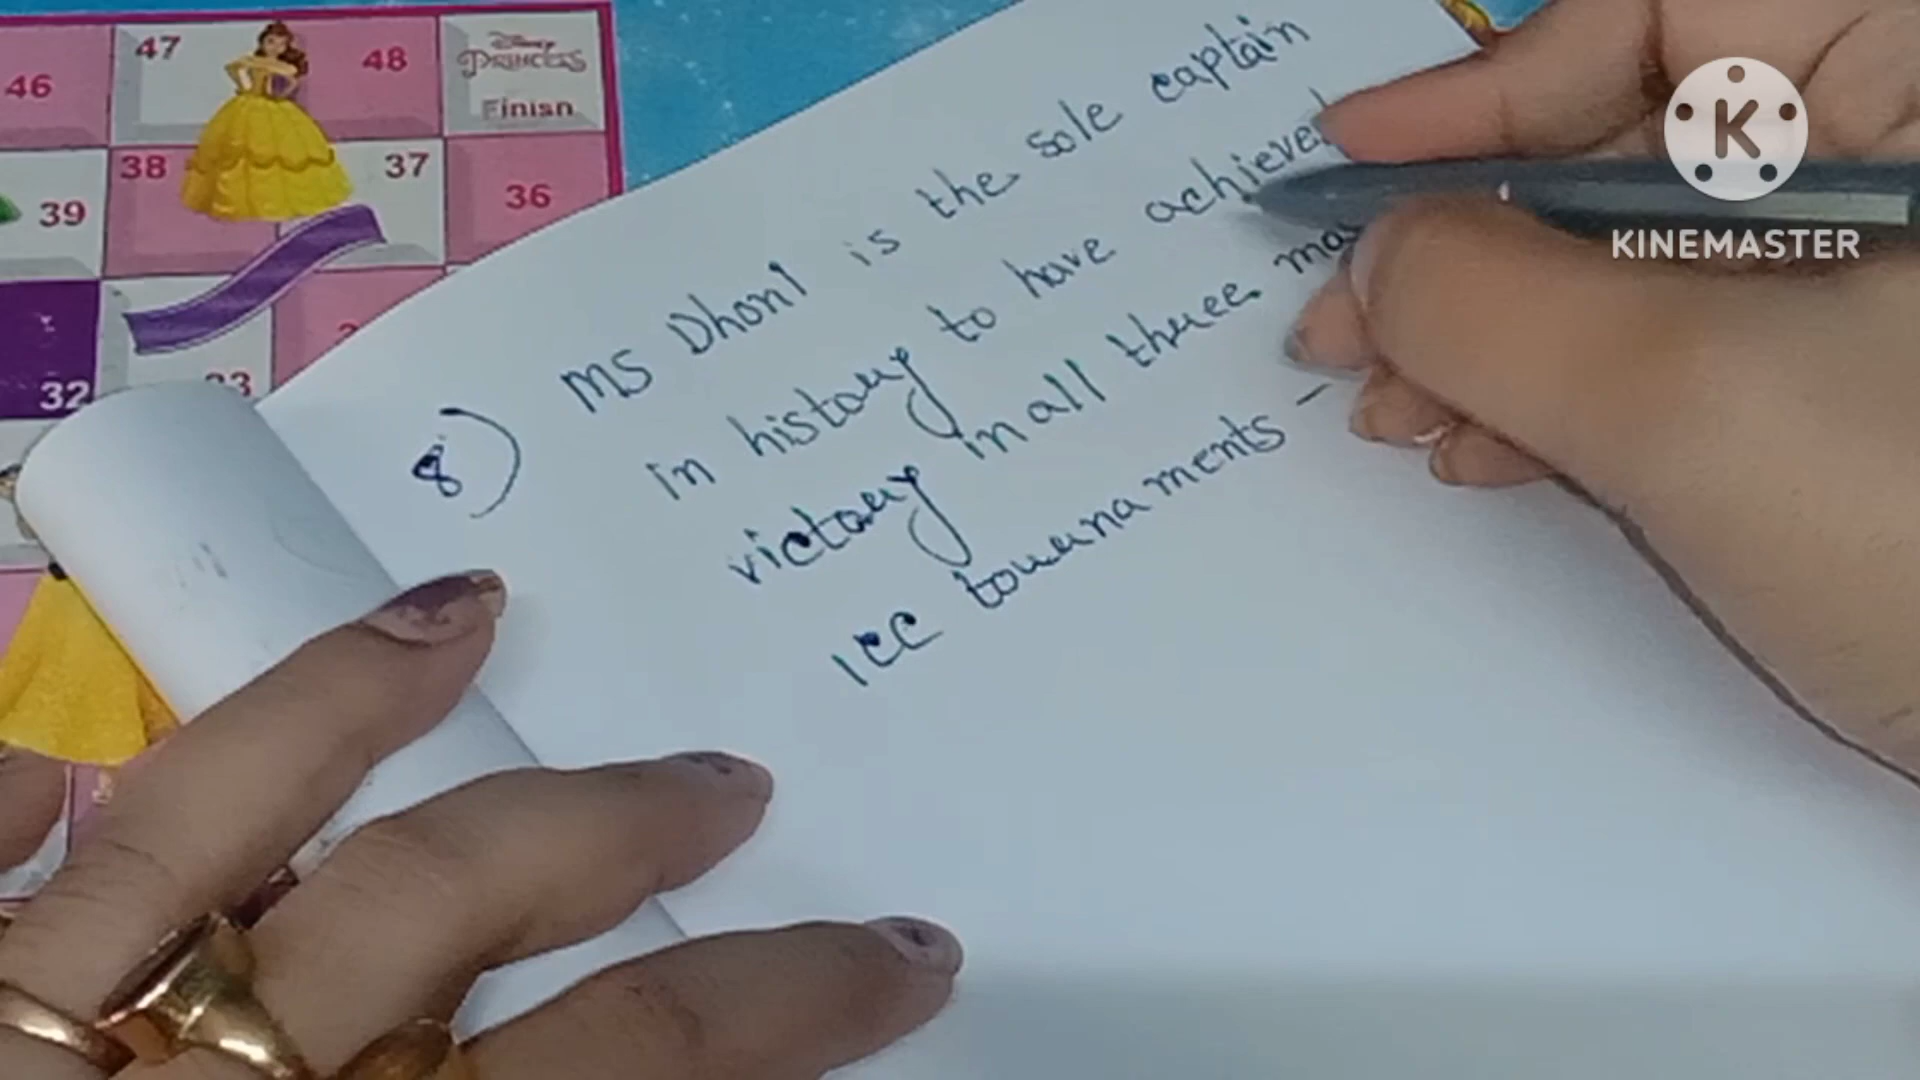 46
47
48
Disney
PRINCESS
Finish
39
38
37
36
32
33
8) MS Dhoni is the sole captain
in history to have achieved
victory in all three
ICC tournaments -
K
KINEMASTER